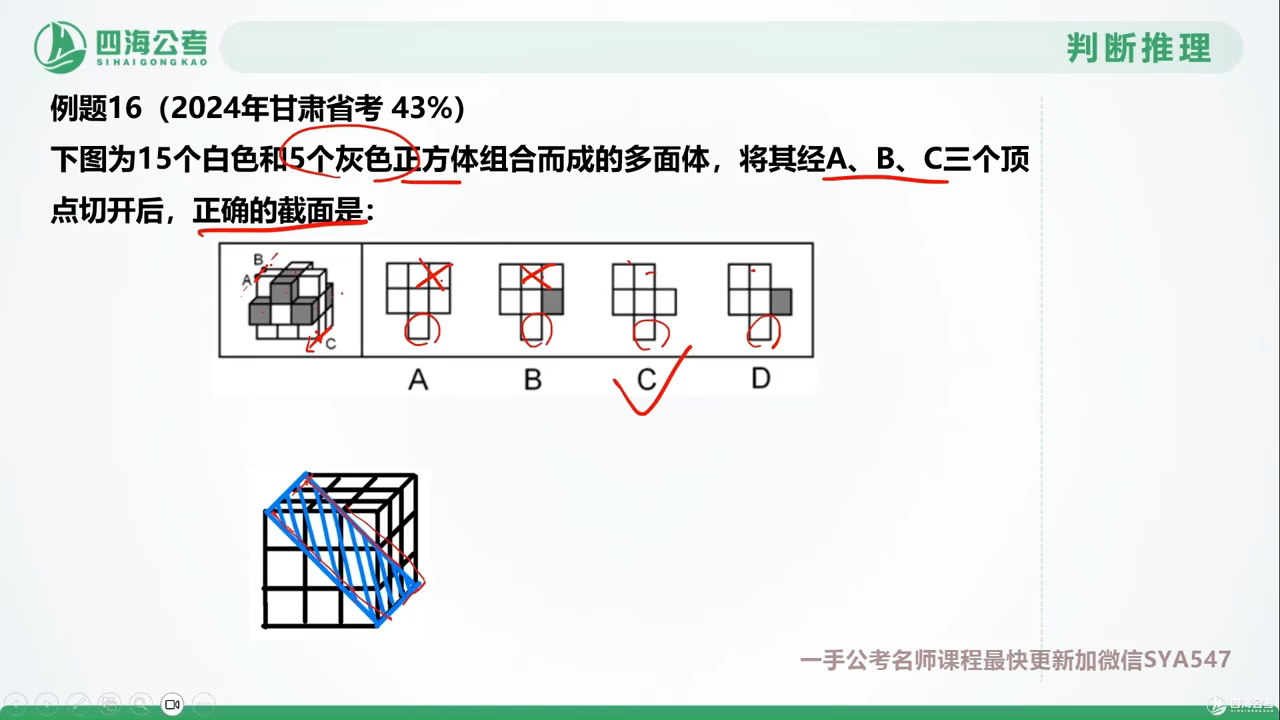 四海公考
SIHAIGONGKAO
判断推理
例题16（2024年甘肃省考 43%）
下图为15个白色和5个灰色正方体组合而成的多面体，将其经A、B、C三个顶
点切开后，正确的截面是：
B
A
C
A
B
C
D
一手公考名师课程最快更新加微信SYA547
四海公考